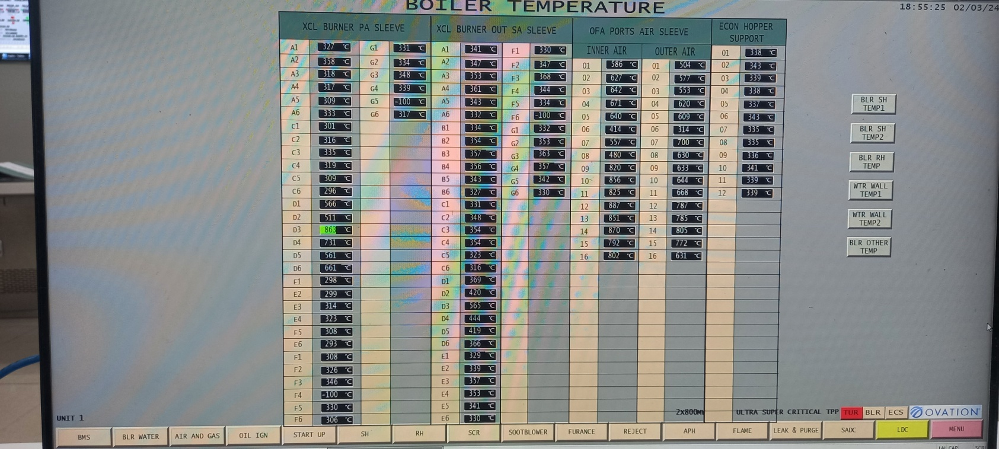 BOILER TEMPERATURE
18:55:25 02/03/24
XCL BURNER PA SLEEVE
A1 327 ℃ G1 331 ℃
A2 358 ℃ G2 334 ℃
A3 318 ℃ G3 348 ℃
A4 317 ℃ G4 339 ℃
A5 309 ℃ G5 -100 ℃
A6 333 ℃ G6 317 ℃
C1 301 ℃
C2 316 ℃
C3 335 ℃
C4 319 ℃
C5 309 ℃
C6 296 ℃
D1 566 ℃
D2 511 ℃
D3 863 ℃
D4 731 ℃
D5 561 ℃
D6 661 ℃
E1 298 ℃
E2 299 ℃
E3 314 ℃
E4 323 ℃
E5 308 ℃
E6 293 ℃
F1 308 ℃
F2 326 ℃
F3 346 ℃
F4 -100 ℃
F5 330 ℃
F6 306 ℃
XCL BURNER OUT SA SLEEVE
A1 341 ℃ F1 330 ℃
A2 347 ℃ F2 347 ℃
A3 353 ℃ F3 368 ℃
A4 361 ℃ F4 344 ℃
A5 343 ℃ F5 334 ℃
A6 332 ℃ F6 -100 ℃
B1 334 ℃ G1 332 ℃
B2 354 ℃ G2 353 ℃
B3 357 ℃ G3 363 ℃
B4 356 ℃ G4 357 ℃
B5 343 ℃ G5 342 ℃
B6 327 ℃ G6 330 ℃
C1 331 ℃
C2 348 ℃
C3 354 ℃
C4 354 ℃
C5 323 ℃
C6 316 ℃
D1 369 ℃
D2 420 ℃
D3 565 ℃
D4 444 ℃
D5 419 ℃
D6 366 ℃
E1 329 ℃
E2 339 ℃
E3 357 ℃
E4 353 ℃
E5 341 ℃
E6 330 ℃
OFA PORTS AIR SLEEVE
INNER AIR OUTER AIR
01 586 ℃ 01 504 ℃
02 627 ℃ 02 577 ℃
03 642 ℃ 03 553 ℃
04 671 ℃ 04 620 ℃
05 640 ℃ 05 609 ℃
06 414 ℃ 06 314 ℃
07 557 ℃ 07 700 ℃
08 480 ℃ 08 630 ℃
09 820 ℃ 09 633 ℃
10 856 ℃ 10 644 ℃
11 825 ℃ 11 668 ℃
12 887 ℃ 12 787 ℃
13 851 ℃ 13 785 ℃
14 870 ℃ 14 805 ℃
15 792 ℃ 15 772 ℃
16 802 ℃ 16 631 ℃
ECON HOPPER
SUPPORT
01 338 ℃
02 343 ℃
03 339 ℃
04 338 ℃
05 337 ℃
06 343 ℃
07 335 ℃
08 335 ℃
09 336 ℃
10 341 ℃
11 339 ℃
12 339 ℃
BLR SH
TEMP1
BLR SH
TEMP2
BLR RH
TEMP
WTR WALL
TEMP1
WTR WALL
TEMP2
BLR OTHER
TEMP
UNIT 1
2x800MW ULTRA SUPER CRITICAL TPP TUR BLR ECS OVATION
BMS BLR WATER AIR AND GAS OIL IGN START UP SH RH SCR SOOTBLOWER FURANCE REJECT APH FLAME LEAK & PURGE SADC LDC MENU